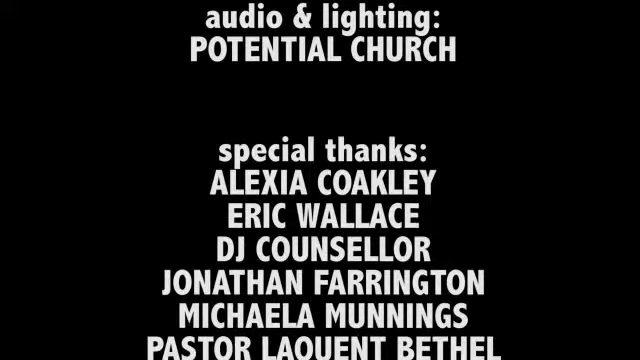 audio & lighting:
POTENTIAL CHURCH
special thanks:
ALEXIA COAKLEY
ERIC WALLACE
DJ COUNSELLOR
JONATHAN FARRINGTON
MICHAELA MUNNINGS
PASTOR LAQUENT BETHEL